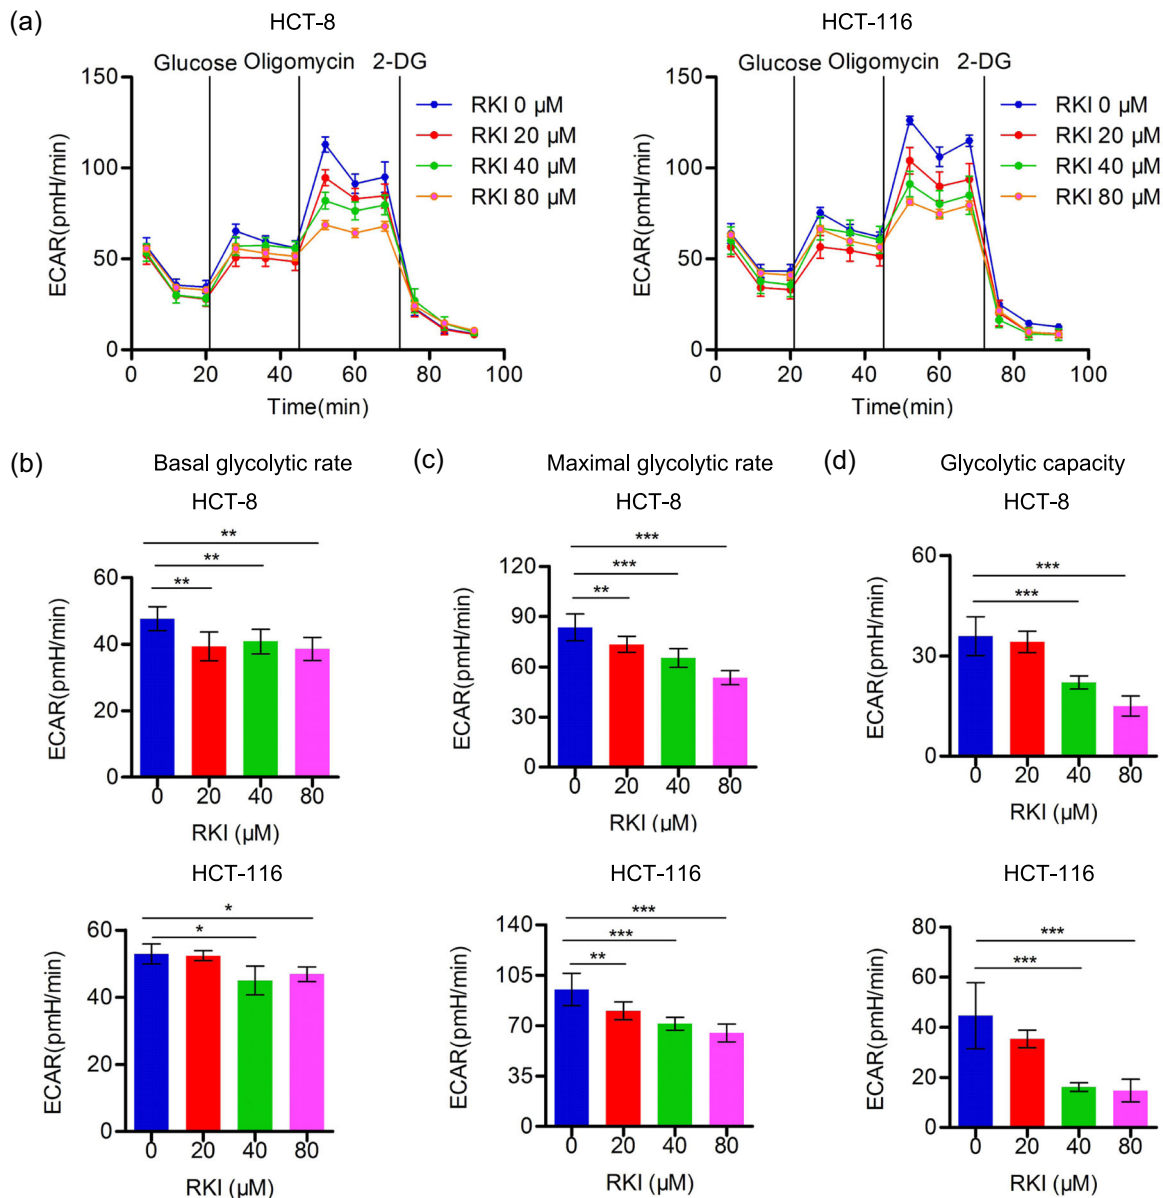 (a)
HCT-8
Glucose Oligomycin 2-DG
ECAR(pmH/min)
150
100
50
0
0 20 40 60 80 100
Time(min)
RKI 0 µM
RKI 20 µM
RKI 40 µM
RKI 80 µM
HCT-116
Glucose Oligomycin 2-DG
ECAR(pmH/min)
150
100
50
0
0 20 40 60 80 100
Time(min)
RKI 0 µM
RKI 20 µM
RKI 40 µM
RKI 80 µM
(b)
Basal glycolytic rate
HCT-8
**
**
**
ECAR(pmH/min)
60
40
20
0
0 20 40 80
RKI (µM)
HCT-116
*
*
ECAR(pmH/min)
60
40
20
0
0 20 40 80
RKI (µM)
(c)
Maximal glycolytic rate
HCT-8
***
***
**
ECAR(pmH/min)
120
90
60
30
0
0 20 40 80
RKI (µM)
HCT-116
***
***
**
ECAR(pmH/min)
140
105
70
35
0
0 20 40 80
RKI (µM)
(d)
Glycolytic capacity
HCT-8
***
***
ECAR(pmH/min)
60
30
0
0 20 40 80
RKI (µM)
HCT-116
***
***
ECAR(pmH/min)
80
60
40
20
0
0 20 40 80
RKI (µM)